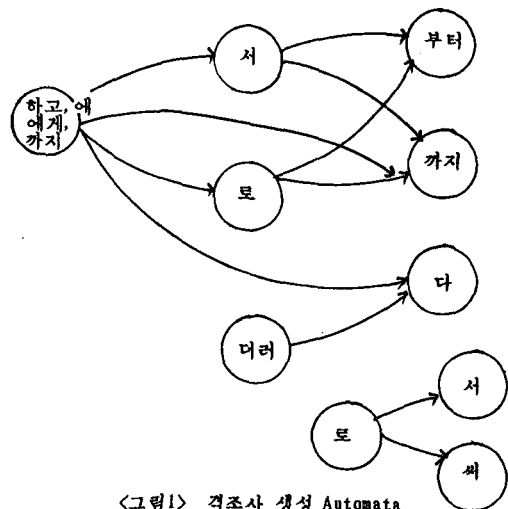 서
부터
하고, 에
에게,
까지
까지
로
다
더러
서
로
써
<그림1> 격조사 생성 Automata